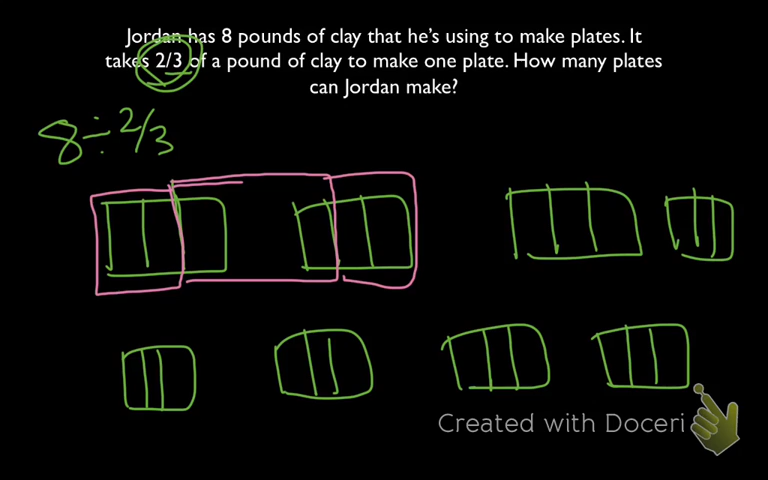 Jordan has 8 pounds of clay that he's using to make plates. It
takes 2/3 of a pound of clay to make one plate. How many plates
can Jordan make?
8 ÷ 2/3
Created with Doceri